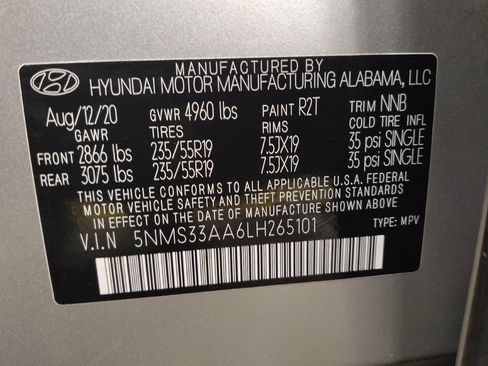 MANUFACTURED BY
HYUNDAI MOTOR MANUFACTURING ALABAMA, LLC
Aug/12/20 GVWR 4960 lbs PAINT R2T TRIM NNB
GAWR TIRES RIMS COLD TIRE INFL
FRONT 2866 lbs 235/55R19 7.5JX19 35 psi SINGLE
REAR 3075 lbs 235/55R19 7.5JX19 35 psi SINGLE
THIS VEHICLE CONFORMS TO ALL APPLICABLE U.S.A. FEDERAL
MOTOR VEHICLE SAFETY AND THEFT PREVENTION STANDARDS
IN EFFECT ON THE DATE OF MANUFACTURE SHOWN ABOVE
V.I.N 5NMS33AA6LH265101 TYPE: MPV